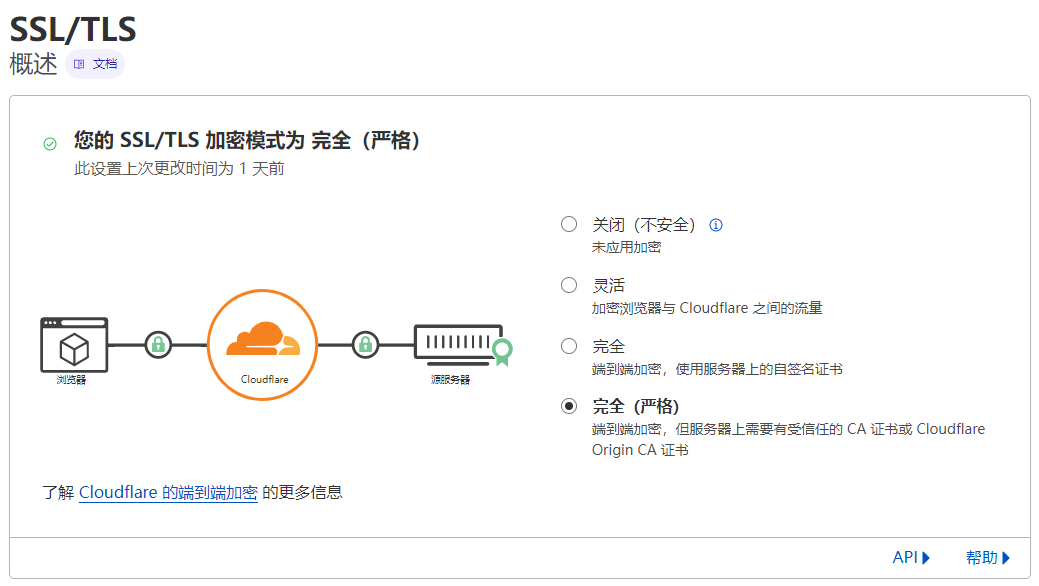 SSL/TLS
概述 文档
您的 SSL/TLS 加密模式为 完全（严格）
此设置上次更改时间为 1 天前
关闭（不安全）
未应用加密
灵活
加密浏览器与 Cloudflare 之间的流量
完全
端到端加密，使用服务器上的自签名证书
完全（严格）
端到端加密，但服务器上需要有受信任的 CA 证书或 Cloudflare
Origin CA 证书
浏览器
Cloudflare
源服务器
了解 Cloudflare 的端到端加密 的更多信息
API
帮助